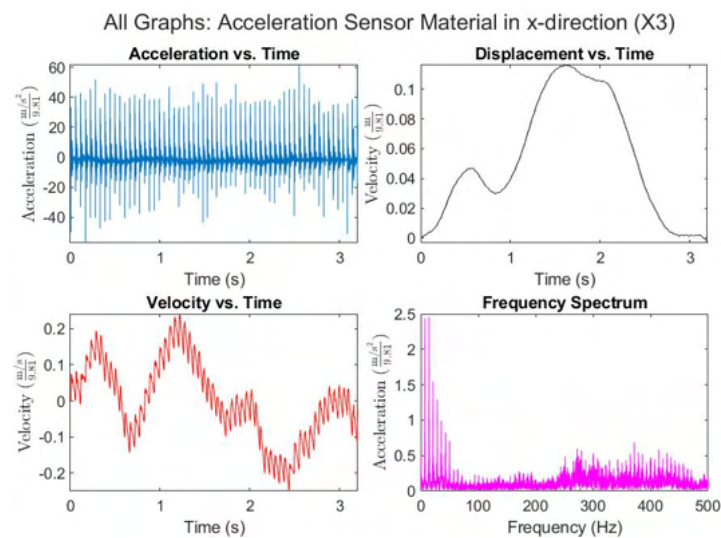 All Graphs: Acceleration Sensor Material in x-direction (X3)
Acceleration vs. Time
Acceleration (m/s²/9.81)
60
40
20
0
-20
-40
0 1 2 3
Time (s)
Displacement vs. Time
Velocity (m/9.81)
0.1
0.08
0.06
0.04
0.02
0
0 1 2 3
Time (s)
Velocity vs. Time
Velocity (m/s/9.81)
0.2
0.1
0
-0.1
-0.2
0 1 2 3
Time (s)
Frequency Spectrum
Acceleration (m/s²/9.81)
2.5
2
1.5
1
0.5
0
0 100 200 300 400 500
Frequency (Hz)